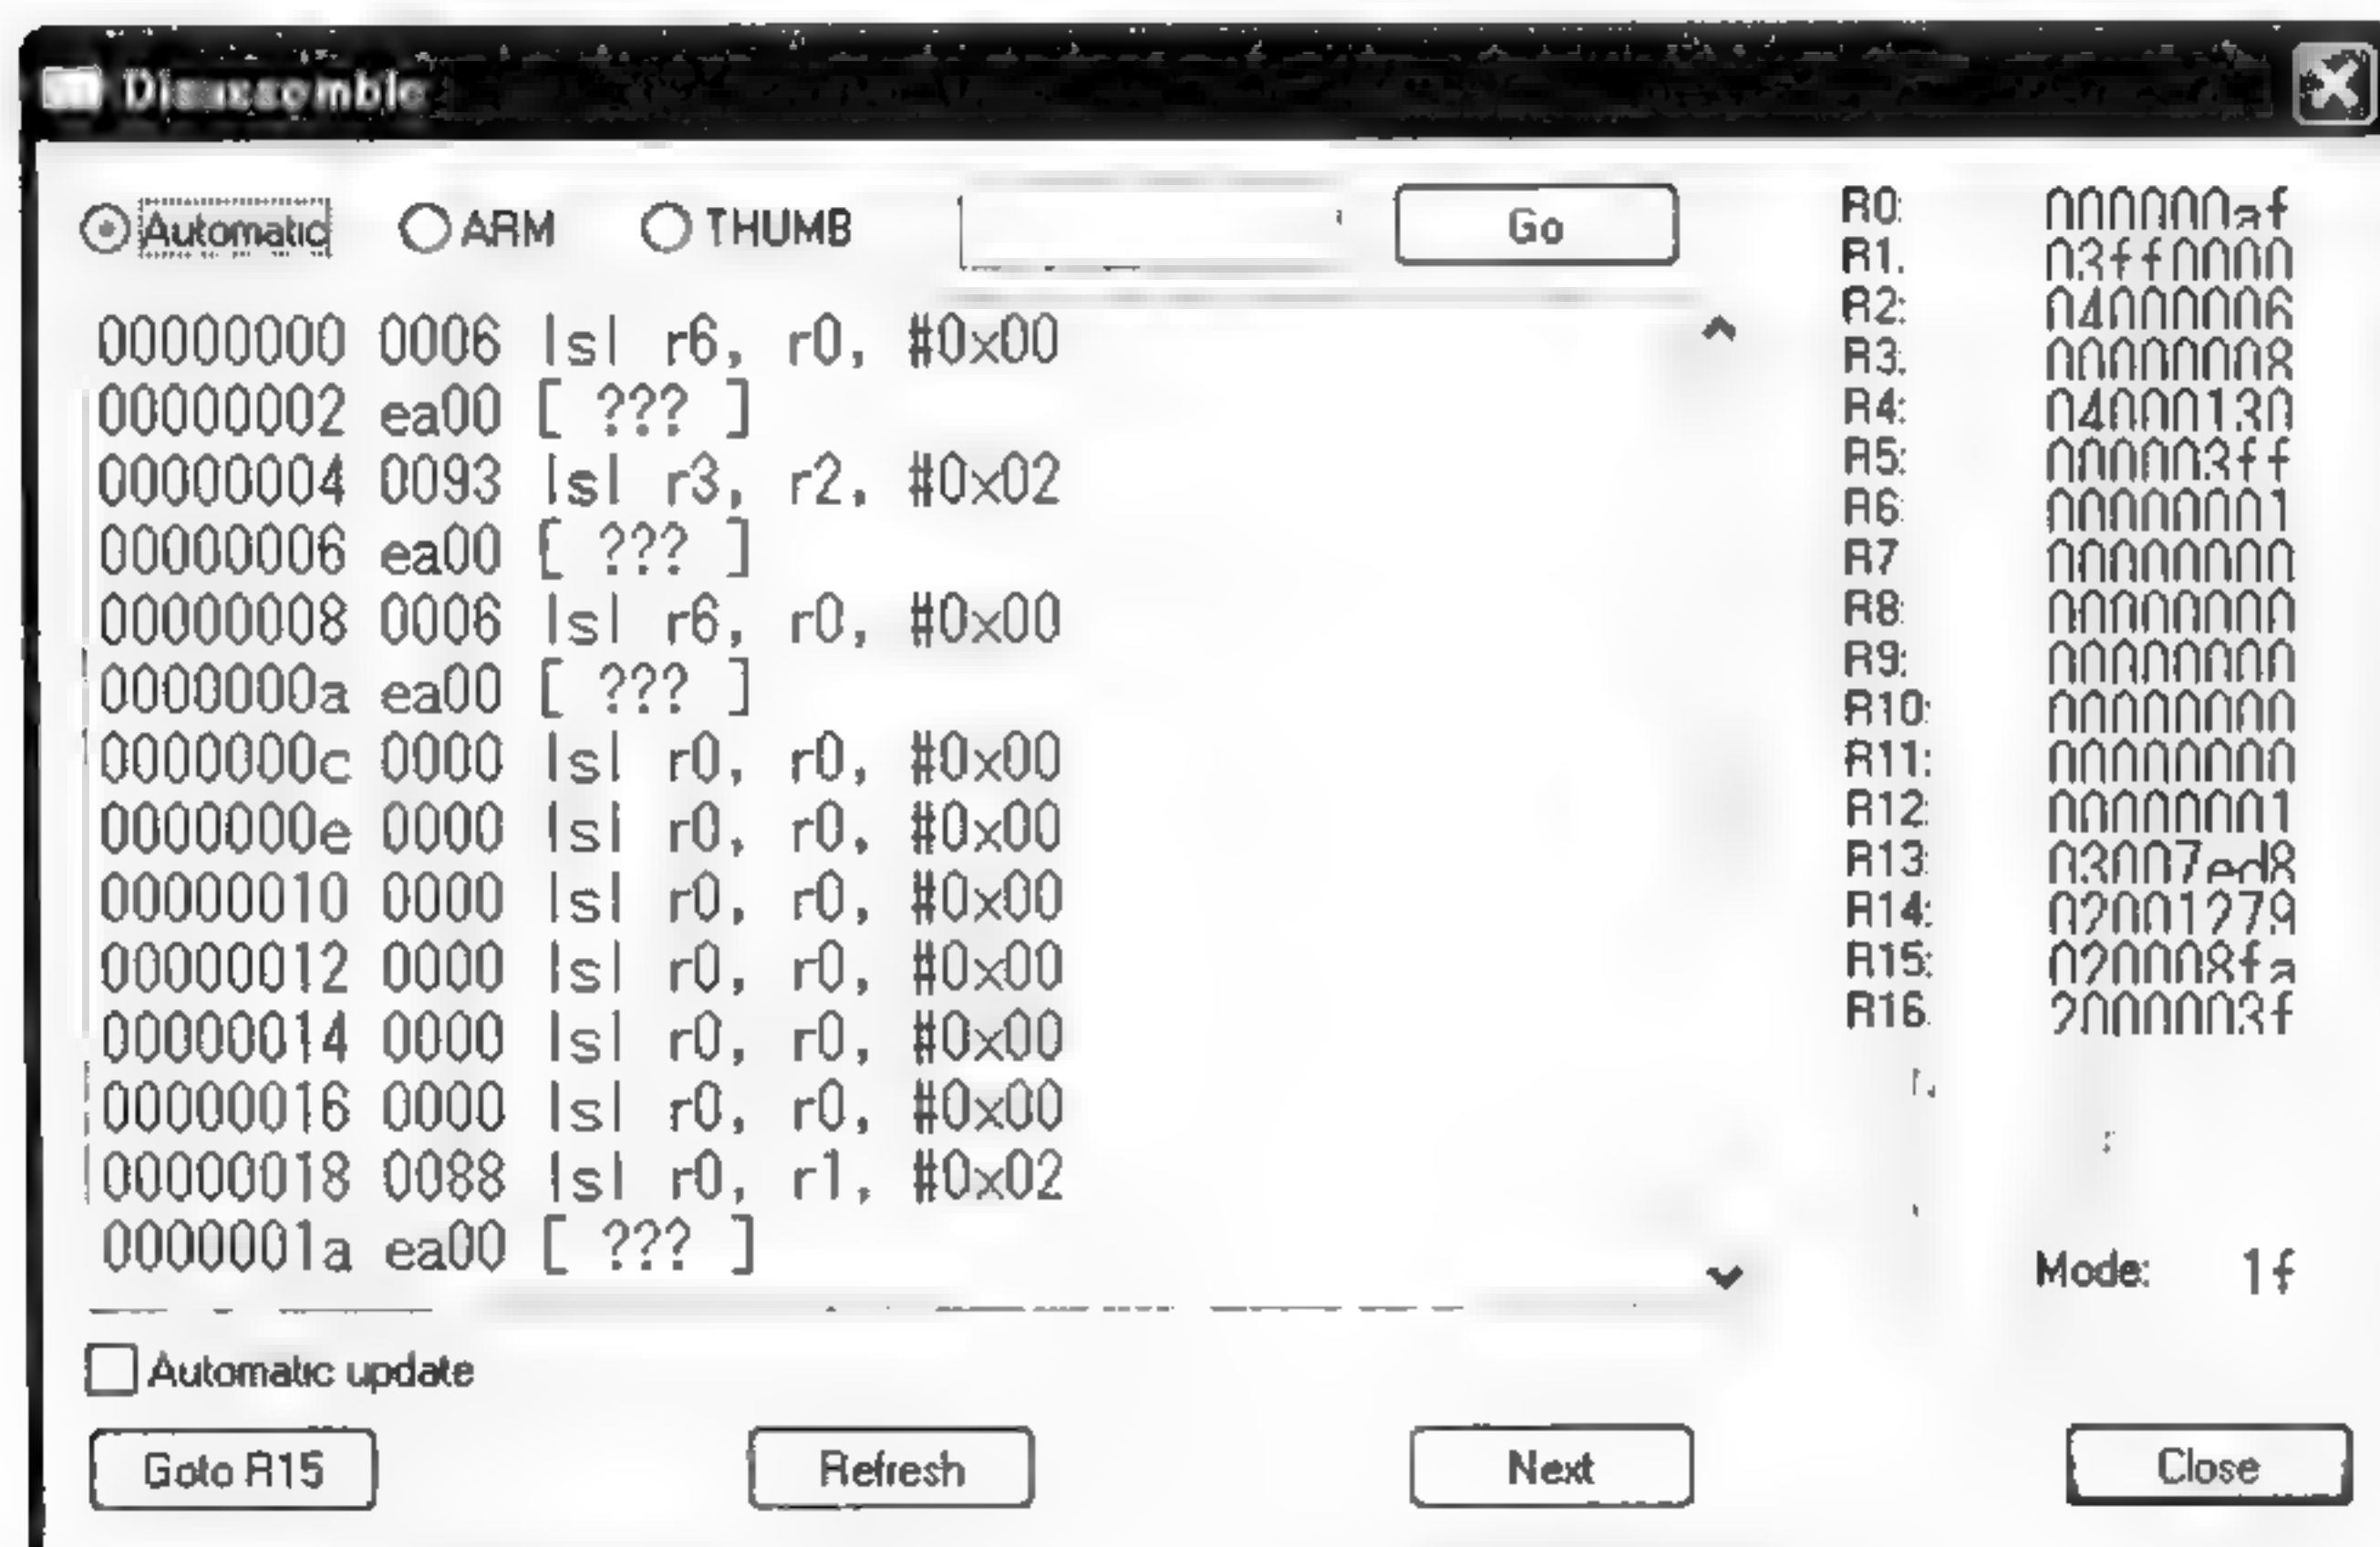 Disassemble
Automatic ARM THUMB Go
00000000 0006 lsl r6, r0, #0x00
00000002 ea00 [ ??? ]
00000004 0093 lsl r3, r2, #0x02
00000006 ea00 [ ??? ]
00000008 0006 lsl r6, r0, #0x00
0000000a ea00 [ ??? ]
0000000c 0000 lsl r0, r0, #0x00
0000000e 0000 lsl r0, r0, #0x00
00000010 0000 lsl r0, r0, #0x00
00000012 0000 lsl r0, r0, #0x00
00000014 0000 lsl r0, r0, #0x00
00000016 0000 lsl r0, r0, #0x00
00000018 0088 lsl r0, r1, #0x02
0000001a ea00 [ ??? ]
R0: 000000af
R1: 03ff0000
R2: 04000006
R3: 00000008
R4: 04000130
R5: 000003ff
R6: 00000001
R7: 00000000
R8: 00000000
R9: 00000000
R10: 00000000
R11: 00000000
R12: 00000001
R13: 03007ed8
R14: 02001279
R15: 020008fa
R16: 2000003f
Mode: 1f
Automatic update
Goto R15 Refresh Next Close